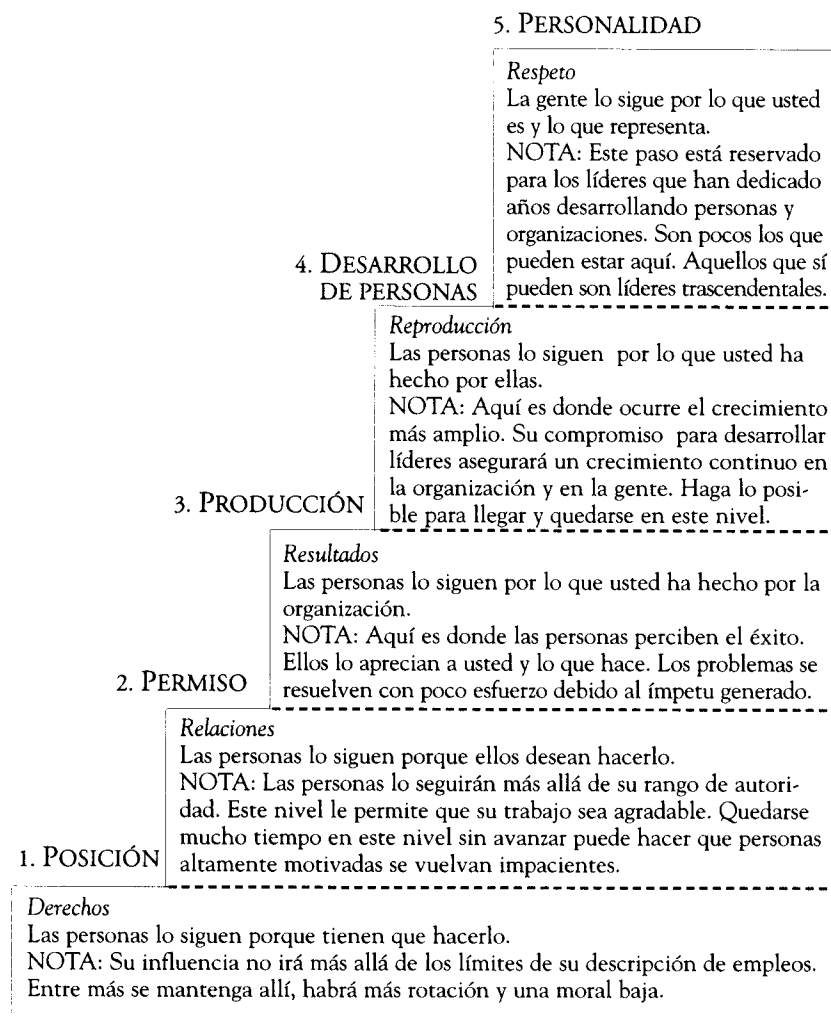 5. PERSONALIDAD
Respeto
La gente lo sigue por lo que usted
es y lo que representa.
NOTA: Este paso está reservado
para los líderes que han dedicado
años desarrollando personas y
organizaciones. Son pocos los que
pueden estar aquí. Aquellos que sí
pueden son líderes trascendentales.
4. DESARROLLO
DE PERSONAS
Reproducción
Las personas lo siguen por lo que usted ha
hecho por ellas.
NOTA: Aquí es donde ocurre el crecimiento
más amplio. Su compromiso para desarrollar
líderes asegurará un crecimiento continuo en
la organización y en la gente. Haga lo posi-
ble para llegar y quedarse en este nivel.
3. PRODUCCIÓN
Resultados
Las personas lo siguen por lo que usted ha hecho por la
organización.
NOTA: Aquí es donde las personas perciben el éxito.
Ellos lo aprecian a usted y lo que hace. Los problemas se
resuelven con poco esfuerzo debido al ímpetu generado.
2. PERMISO
Relaciones
Las personas lo siguen porque ellos desean hacerlo.
NOTA: Las personas lo seguirán más allá de su rango de autori-
dad. Este nivel le permite que su trabajo sea agradable. Quedarse
mucho tiempo en este nivel sin avanzar puede hacer que personas
altamente motivadas se vuelvan impacientes.
1. POSICIÓN
Derechos
Las personas lo siguen porque tienen que hacerlo.
NOTA: Su influencia no irá más allá de los límites de su descripción de empleos.
Entre más se mantenga allí, habrá más rotación y una moral baja.